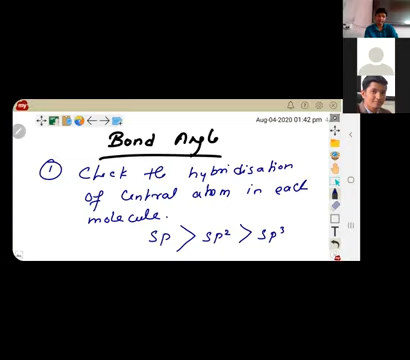 my
Aug-04-2020 01:42 pm
Bond Angle
① Check the hybridisation
of central atom in each
molecule.
sp > sp² > sp³